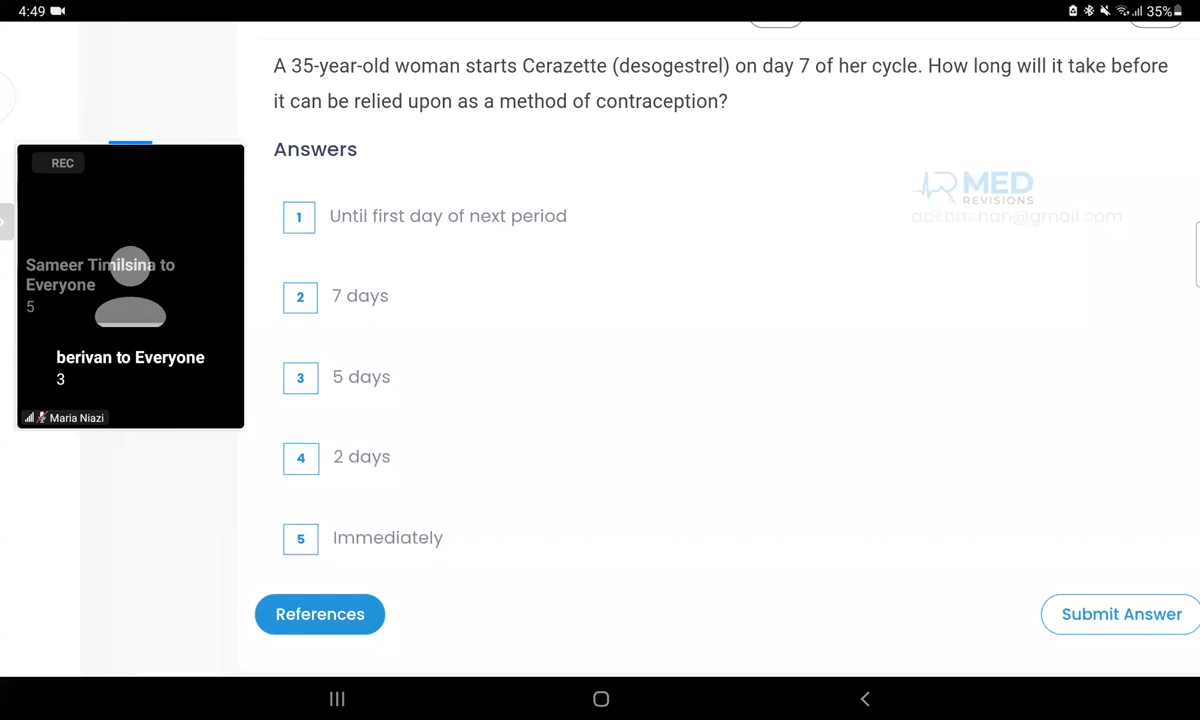 4:49
35%
A 35-year-old woman starts Cerazette (desogestrel) on day 7 of her cycle. How long will it take before
it can be relied upon as a method of contraception?
Answers
MED
REVISIONS
1 Until first day of next period
2 7 days
3 5 days
4 2 days
5 Immediately
References
Submit Answer
REC
Sameer Timilsina to
Everyone
5
berivan to Everyone
3
Maria Niazi